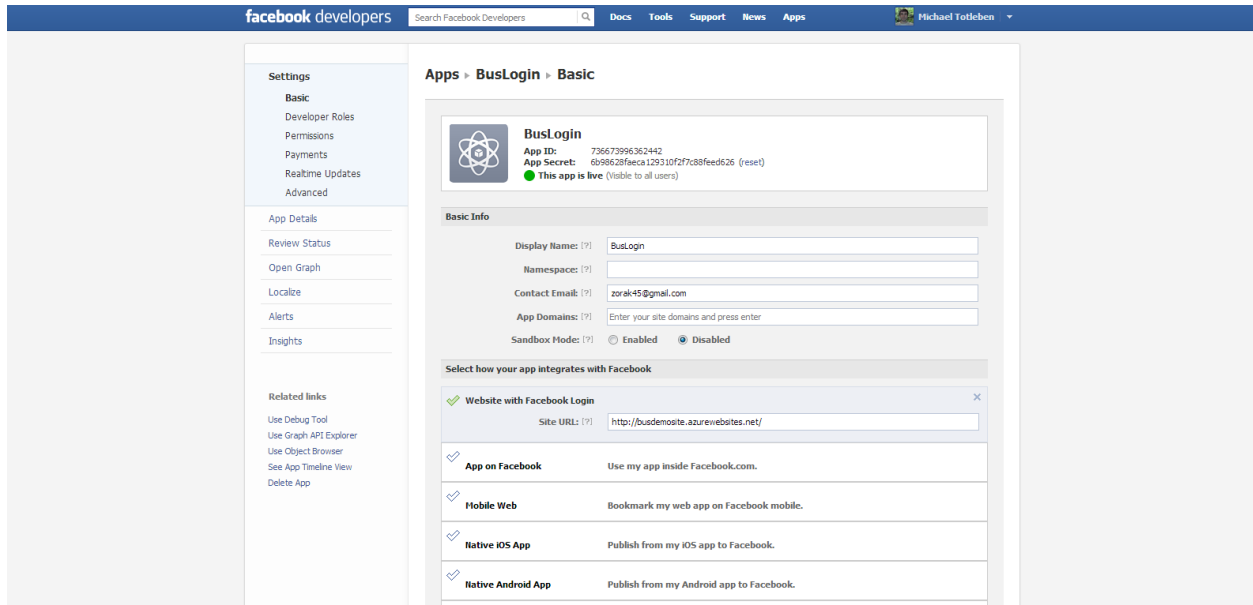 facebook developers
Search Facebook Developers
Docs Tools Support News Apps
Michael Totleben
Settings
Basic
Developer Roles
Permissions
Payments
Realtime Updates
Advanced
App Details
Review Status
Open Graph
Localize
Alerts
Insights
Related links
Use Debug Tool
Use Graph API Explorer
Use Object Browser
See App Timeline View
Delete App
Apps ▸ BusLogin ▸ Basic
BusLogin
App ID: 736673996362442
App Secret: 6b98628faeca129310f2f7c88feed626 (reset)
This app is live (Visible to all users)
Basic Info
Display Name: [?] BusLogin
Namespace: [?]
Contact Email: [?] zorak45@gmail.com
App Domains: [?] Enter your site domains and press enter
Sandbox Mode: [?] Enabled Disabled
Select how your app integrates with Facebook
Website with Facebook Login
Site URL: [?] http://busdemosite.azurewebsites.net/
App on Facebook Use my app inside Facebook.com.
Mobile Web Bookmark my web app on Facebook mobile.
Native iOS App Publish from my iOS app to Facebook.
Native Android App Publish from my Android app to Facebook.